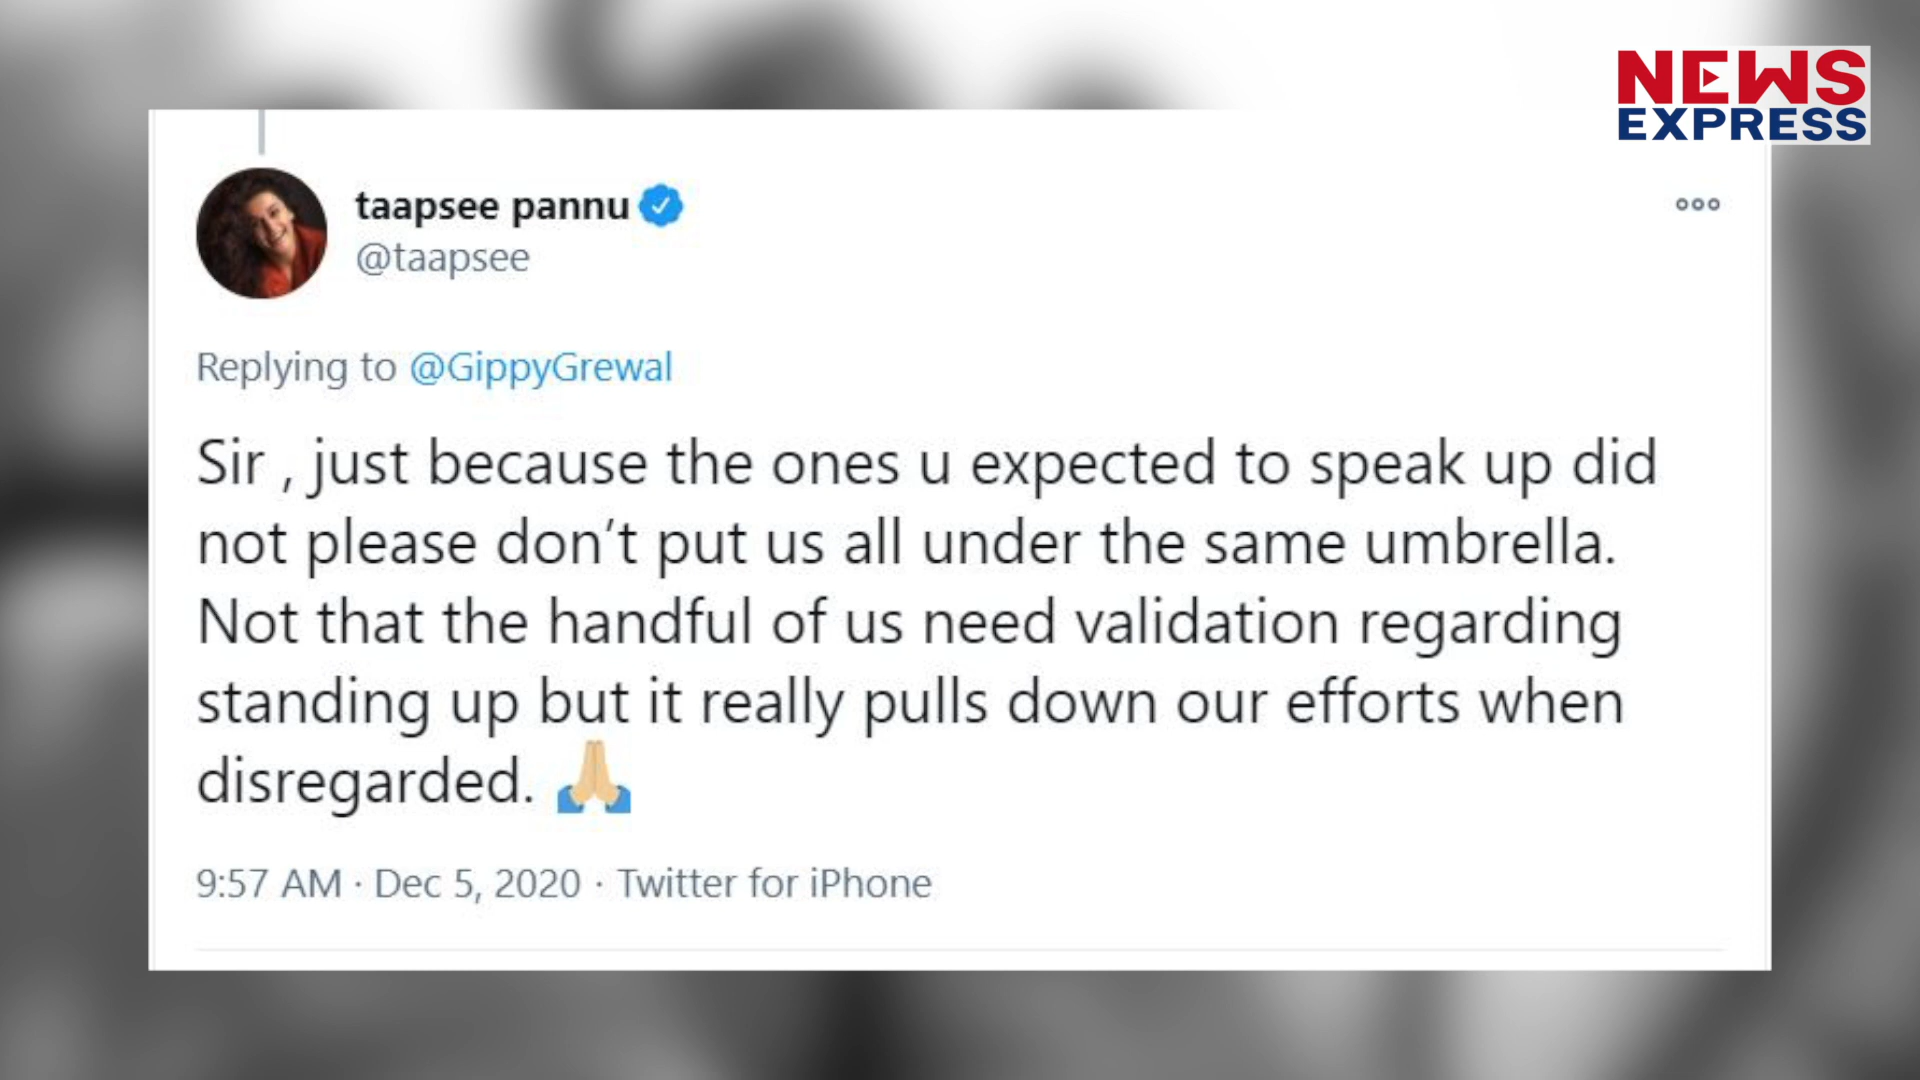 NEWS
EXPRESS
taapsee pannu
@taapsee
Replying to @GippyGrewal
Sir , just because the ones u expected to speak up did
not please don’t put us all under the same umbrella.
Not that the handful of us need validation regarding
standing up but it really pulls down our efforts when
disregarded. 🙏🏼
9:57 AM · Dec 5, 2020 · Twitter for iPhone